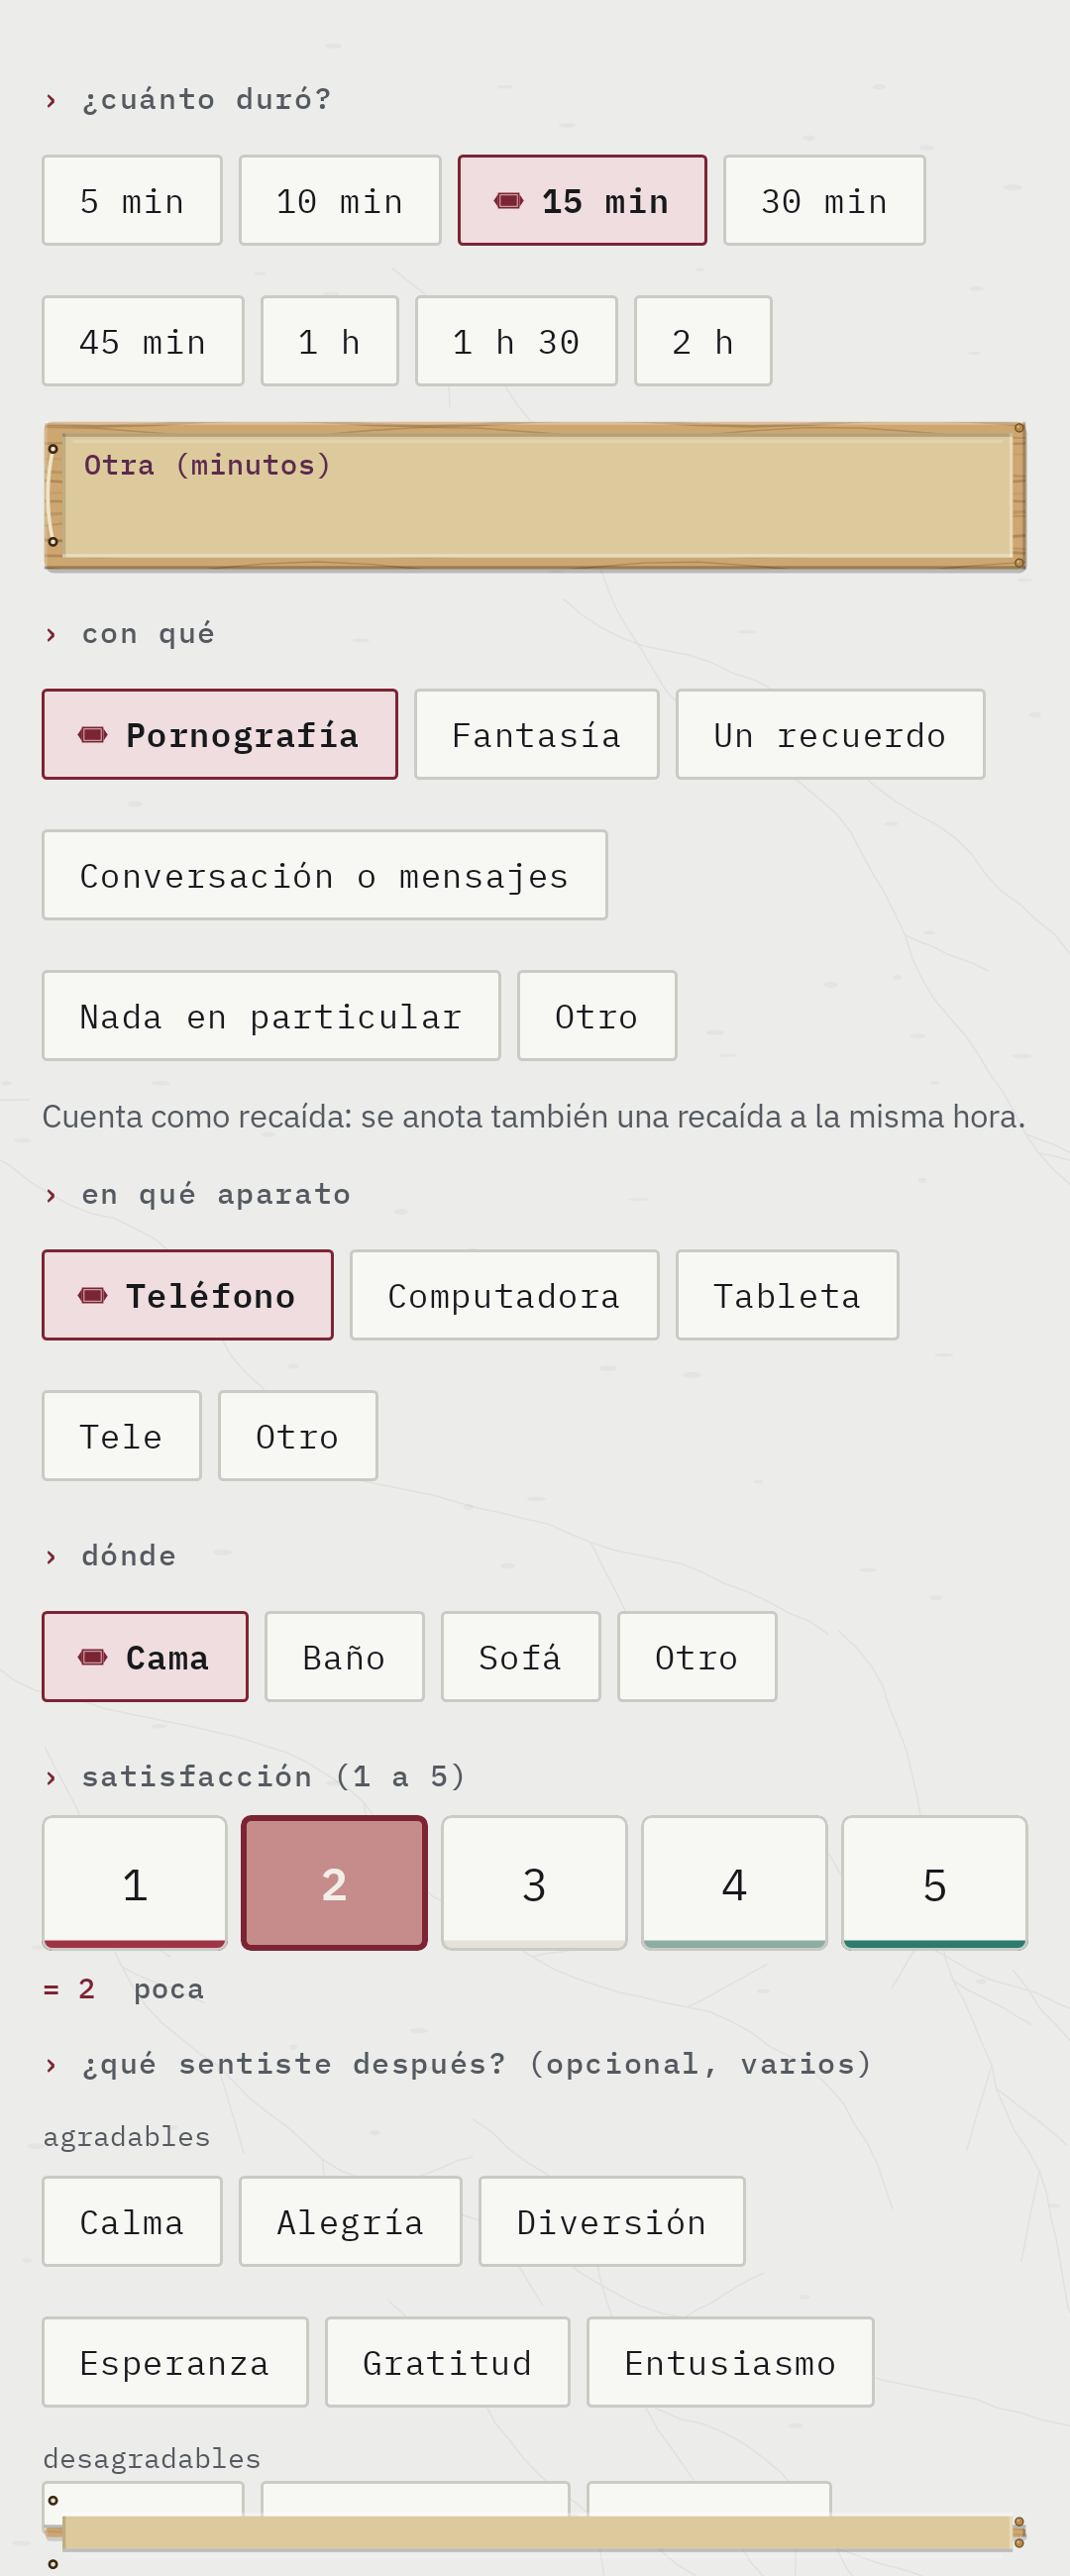 › ¿cuánto duró?
5 min 10 min 15 min 30 min
45 min 1 h 1 h 30 2 h
Otra (minutos)
› con qué
Pornografía Fantasía Un recuerdo
Conversación o mensajes
Nada en particular Otro
Cuenta como recaída: se anota también una recaída a la misma hora.
› en qué aparato
Teléfono Computadora Tableta
Tele Otro
› dónde
Cama Baño Sofá Otro
› satisfacción (1 a 5)
1 2 3 4 5
= 2 poca
› ¿qué sentiste después? (opcional, varios)
agradables
Calma Alegría Diversión
Esperanza Gratitud Entusiasmo
desagradables